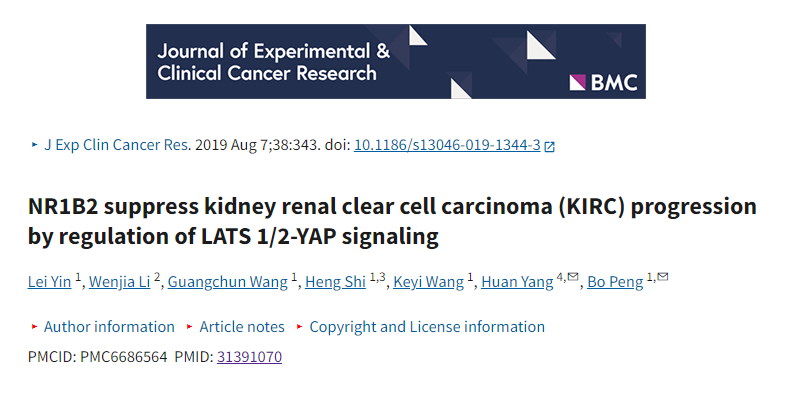 Journal of Experimental &
Clinical Cancer Research
BMC
▸ J Exp Clin Cancer Res. 2019 Aug 7;38:343. doi: 10.1186/s13046-019-1344-3
NR1B2 suppress kidney renal clear cell carcinoma (KIRC) progression
by regulation of LATS 1/2-YAP signaling
Lei Yin 1, Wenjia Li 2, Guangchun Wang 1, Heng Shi 1,3, Keyi Wang 1, Huan Yang 4,✉, Bo Peng 1,✉
▸ Author information ▸ Article notes ▸ Copyright and License information
PMCID: PMC6686564 PMID: 31391070